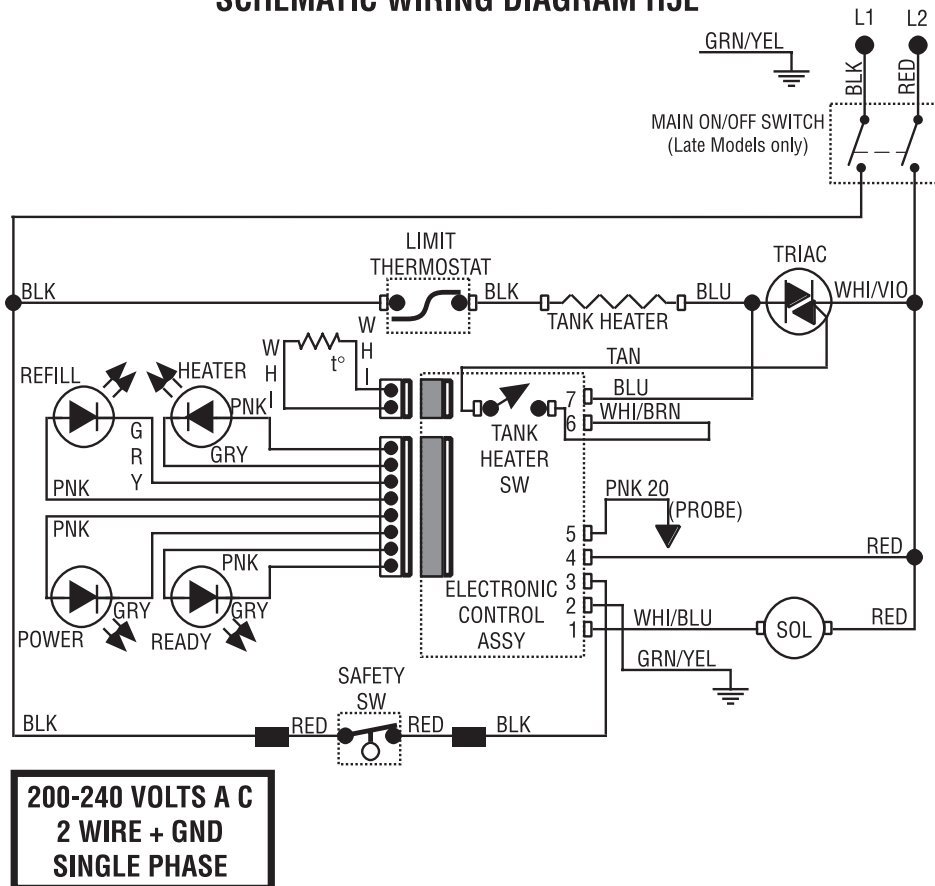 SCHEMATIC WIRING DIAGRAM H5E
L1 L2
GRN/YEL
BLK
RED
MAIN ON/OFF SWITCH
(Late Models only)
LIMIT
THERMOSTAT
TRIAC
BLK
BLK
BLU
WHI/VIO
TANK HEATER
WHI
t°
WHI
TAN
REFILL
HEATER
PNK
GRY
GRY
PNK
7
BLU
6
WHI/BRN
TANK
HEATER
SW
PNK 20
(PROBE)
PNK
PNK
5
4
RED
3
ELECTRONIC
CONTROL
ASSY
2
1
WHI/BLU
SOL
RED
GRY
GRY
POWER
READY
GRN/YEL
SAFETY
SW
BLK
RED
RED
BLK
200-240 VOLTS A C
2 WIRE + GND
SINGLE PHASE